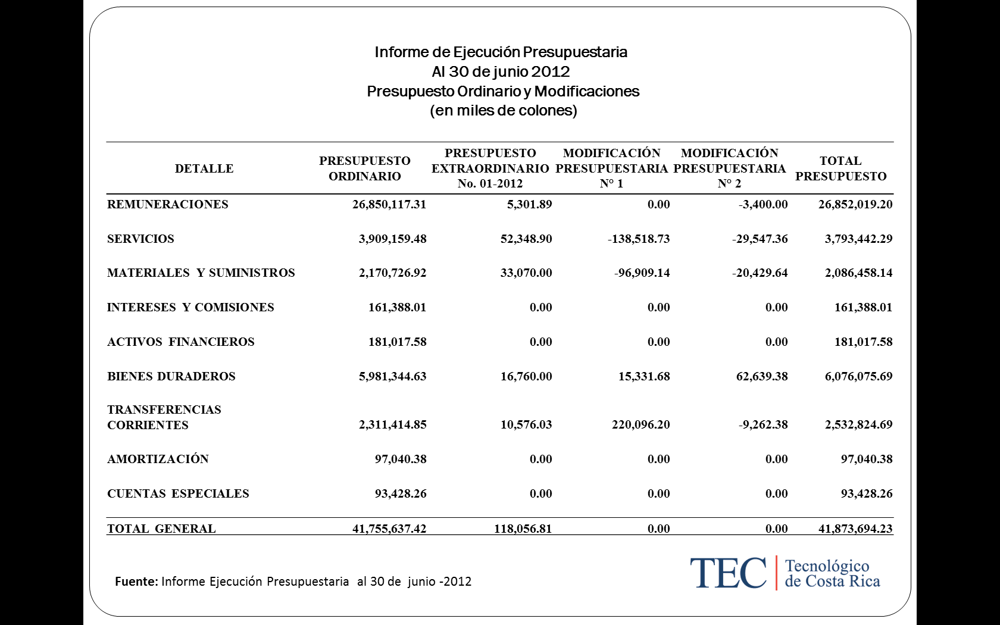 Informe de Ejecución Presupuestaria
Al 30 de junio 2012
Presupuesto Ordinario y Modificaciones
(en miles de colones)
DETALLE PRESUPUESTO ORDINARIO PRESUPUESTO EXTRAORDINARIO No. 01-2012 MODIFICACIÓN PRESUPUESTARIA N° 1 MODIFICACIÓN PRESUPUESTARIA N° 2 TOTAL PRESUPUESTO
REMUNERACIONES 26,850,117.31 5,301.89 0.00 -3,400.00 26,852,019.20
SERVICIOS 3,909,159.48 52,348.90 -138,518.73 -29,547.36 3,793,442.29
MATERIALES Y SUMINISTROS 2,170,726.92 33,070.00 -96,909.14 -20,429.64 2,086,458.14
INTERESES Y COMISIONES 161,388.01 0.00 0.00 0.00 161,388.01
ACTIVOS FINANCIEROS 181,017.58 0.00 0.00 0.00 181,017.58
BIENES DURADEROS 5,981,344.63 16,760.00 15,331.68 62,639.38 6,076,075.69
TRANSFERENCIAS
CORRIENTES 2,311,414.85 10,576.03 220,096.20 -9,262.38 2,532,824.69
AMORTIZACIÓN 97,040.38 0.00 0.00 0.00 97,040.38
CUENTAS ESPECIALES 93,428.26 0.00 0.00 0.00 93,428.26
TOTAL GENERAL 41,755,637.42 118,056.81 0.00 0.00 41,873,694.23
Fuente: Informe Ejecución Presupuestaria al 30 de junio -2012
TEC Tecnológico
de Costa Rica